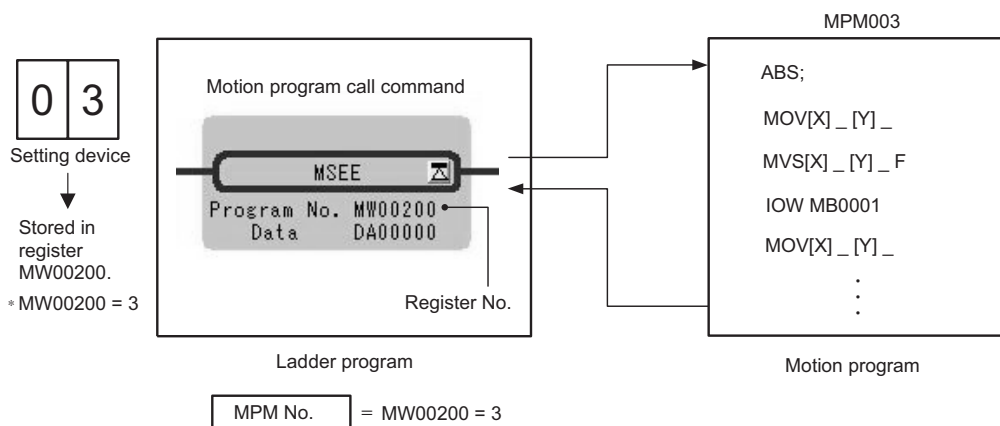 MPM003
0 3
Setting device
Stored in
register
MW00200.
*MW00200 = 3
Motion program call command
MSEE
Program No. MW00200
Data DA00000
Register No.
Ladder program
ABS;
MOV[X] _ [Y] _
MVS[X] _ [Y] _ F
IOW MB0001
MOV[X] _ [Y] _
Motion program
MPM No. = MW00200 = 3